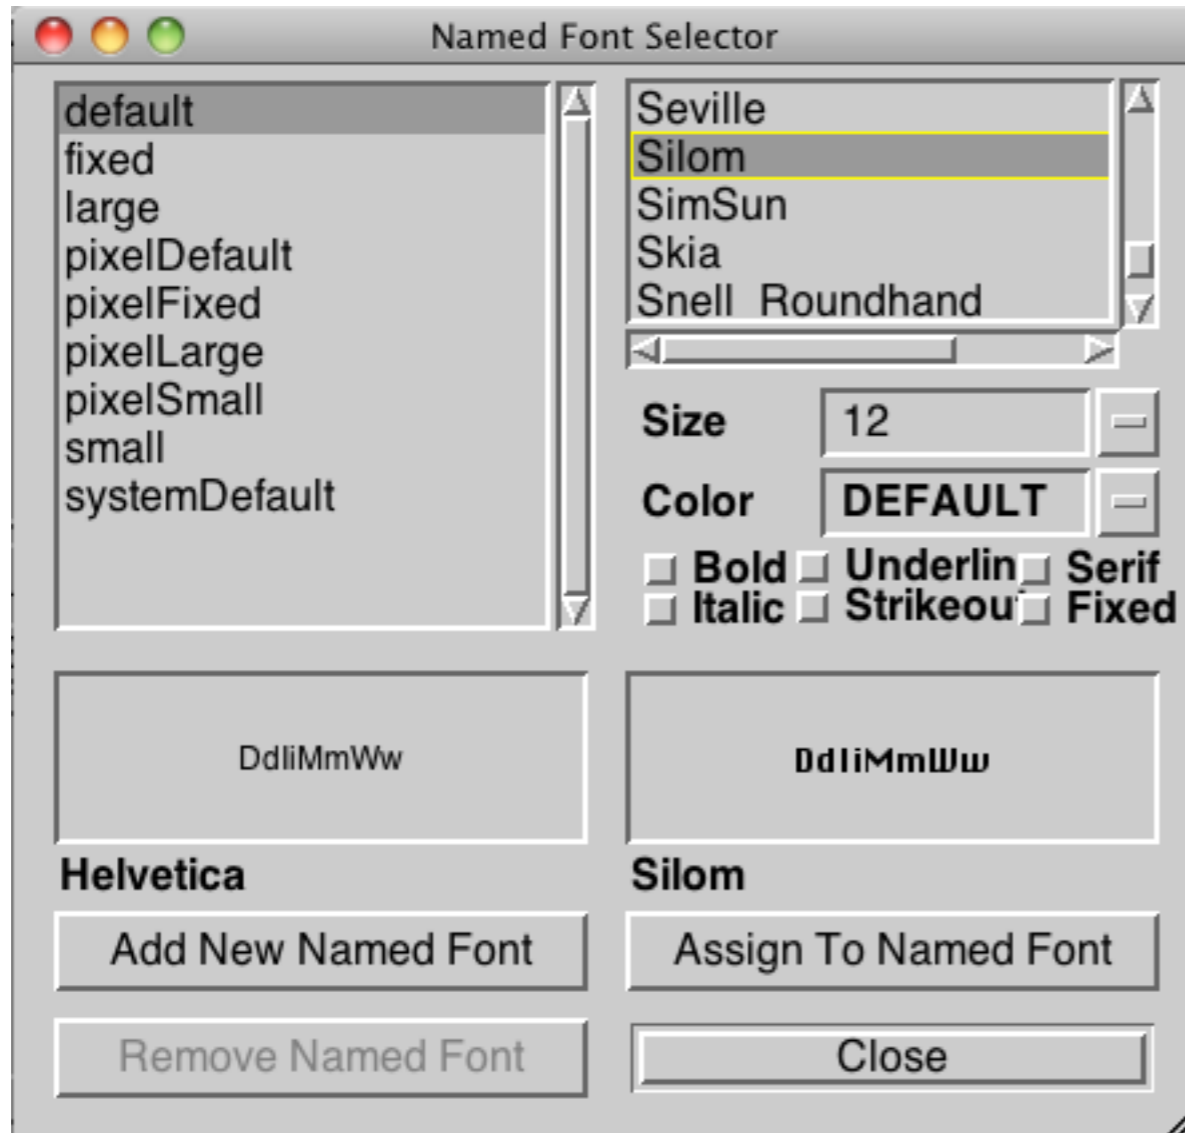 Named Font Selector
default
fixed
large
pixelDefault
pixelFixed
pixelLarge
pixelSmall
small
systemDefault
Seville
Silom
SimSun
Skia
Snell Roundhand
Size 12
Color DEFAULT
Bold Underlin Serif
Italic Strikeou Fixed
DdIiMmWw
Helvetica
DdIiMmWw
Silom
Add New Named Font
Assign To Named Font
Remove Named Font
Close